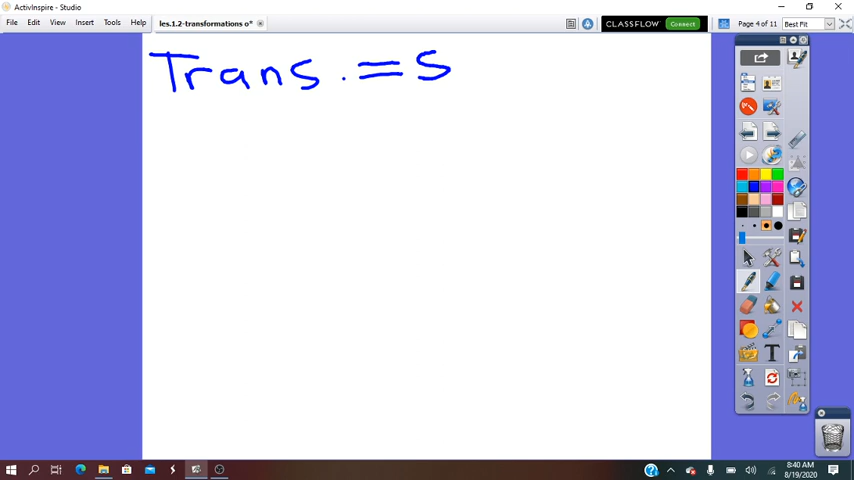 ActivInspire - Studio
File Edit View Insert Tools Help les.1.2-transformations o* CLASSFLOW Connect Page 4 of 11 Best Fit
Trans. = S
T
8:40 AM
8/19/2020